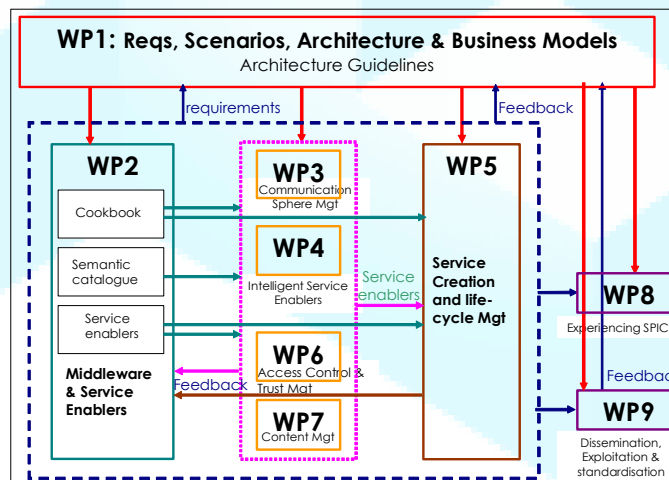 WP1: Reqs, Scenarios, Architecture & Business Models
Architecture Guidelines
requirements
Feedback
WP2
Cookbook
Semantic
catalogue
Service
enablers
Middleware
& Service
Enablers
WP3
Communication
Sphere Mgt
WP4
Intelligent Service
Enablers
Service
enablers
WP6
Access Control &
Trust Mgt
Feedback
WP7
Content Mgt
WP5
Service
Creation
and life-
cycle Mgt
WP8
Experiencing SPIC
Feedback
WP9
Dissemination,
Exploitation &
standardisation